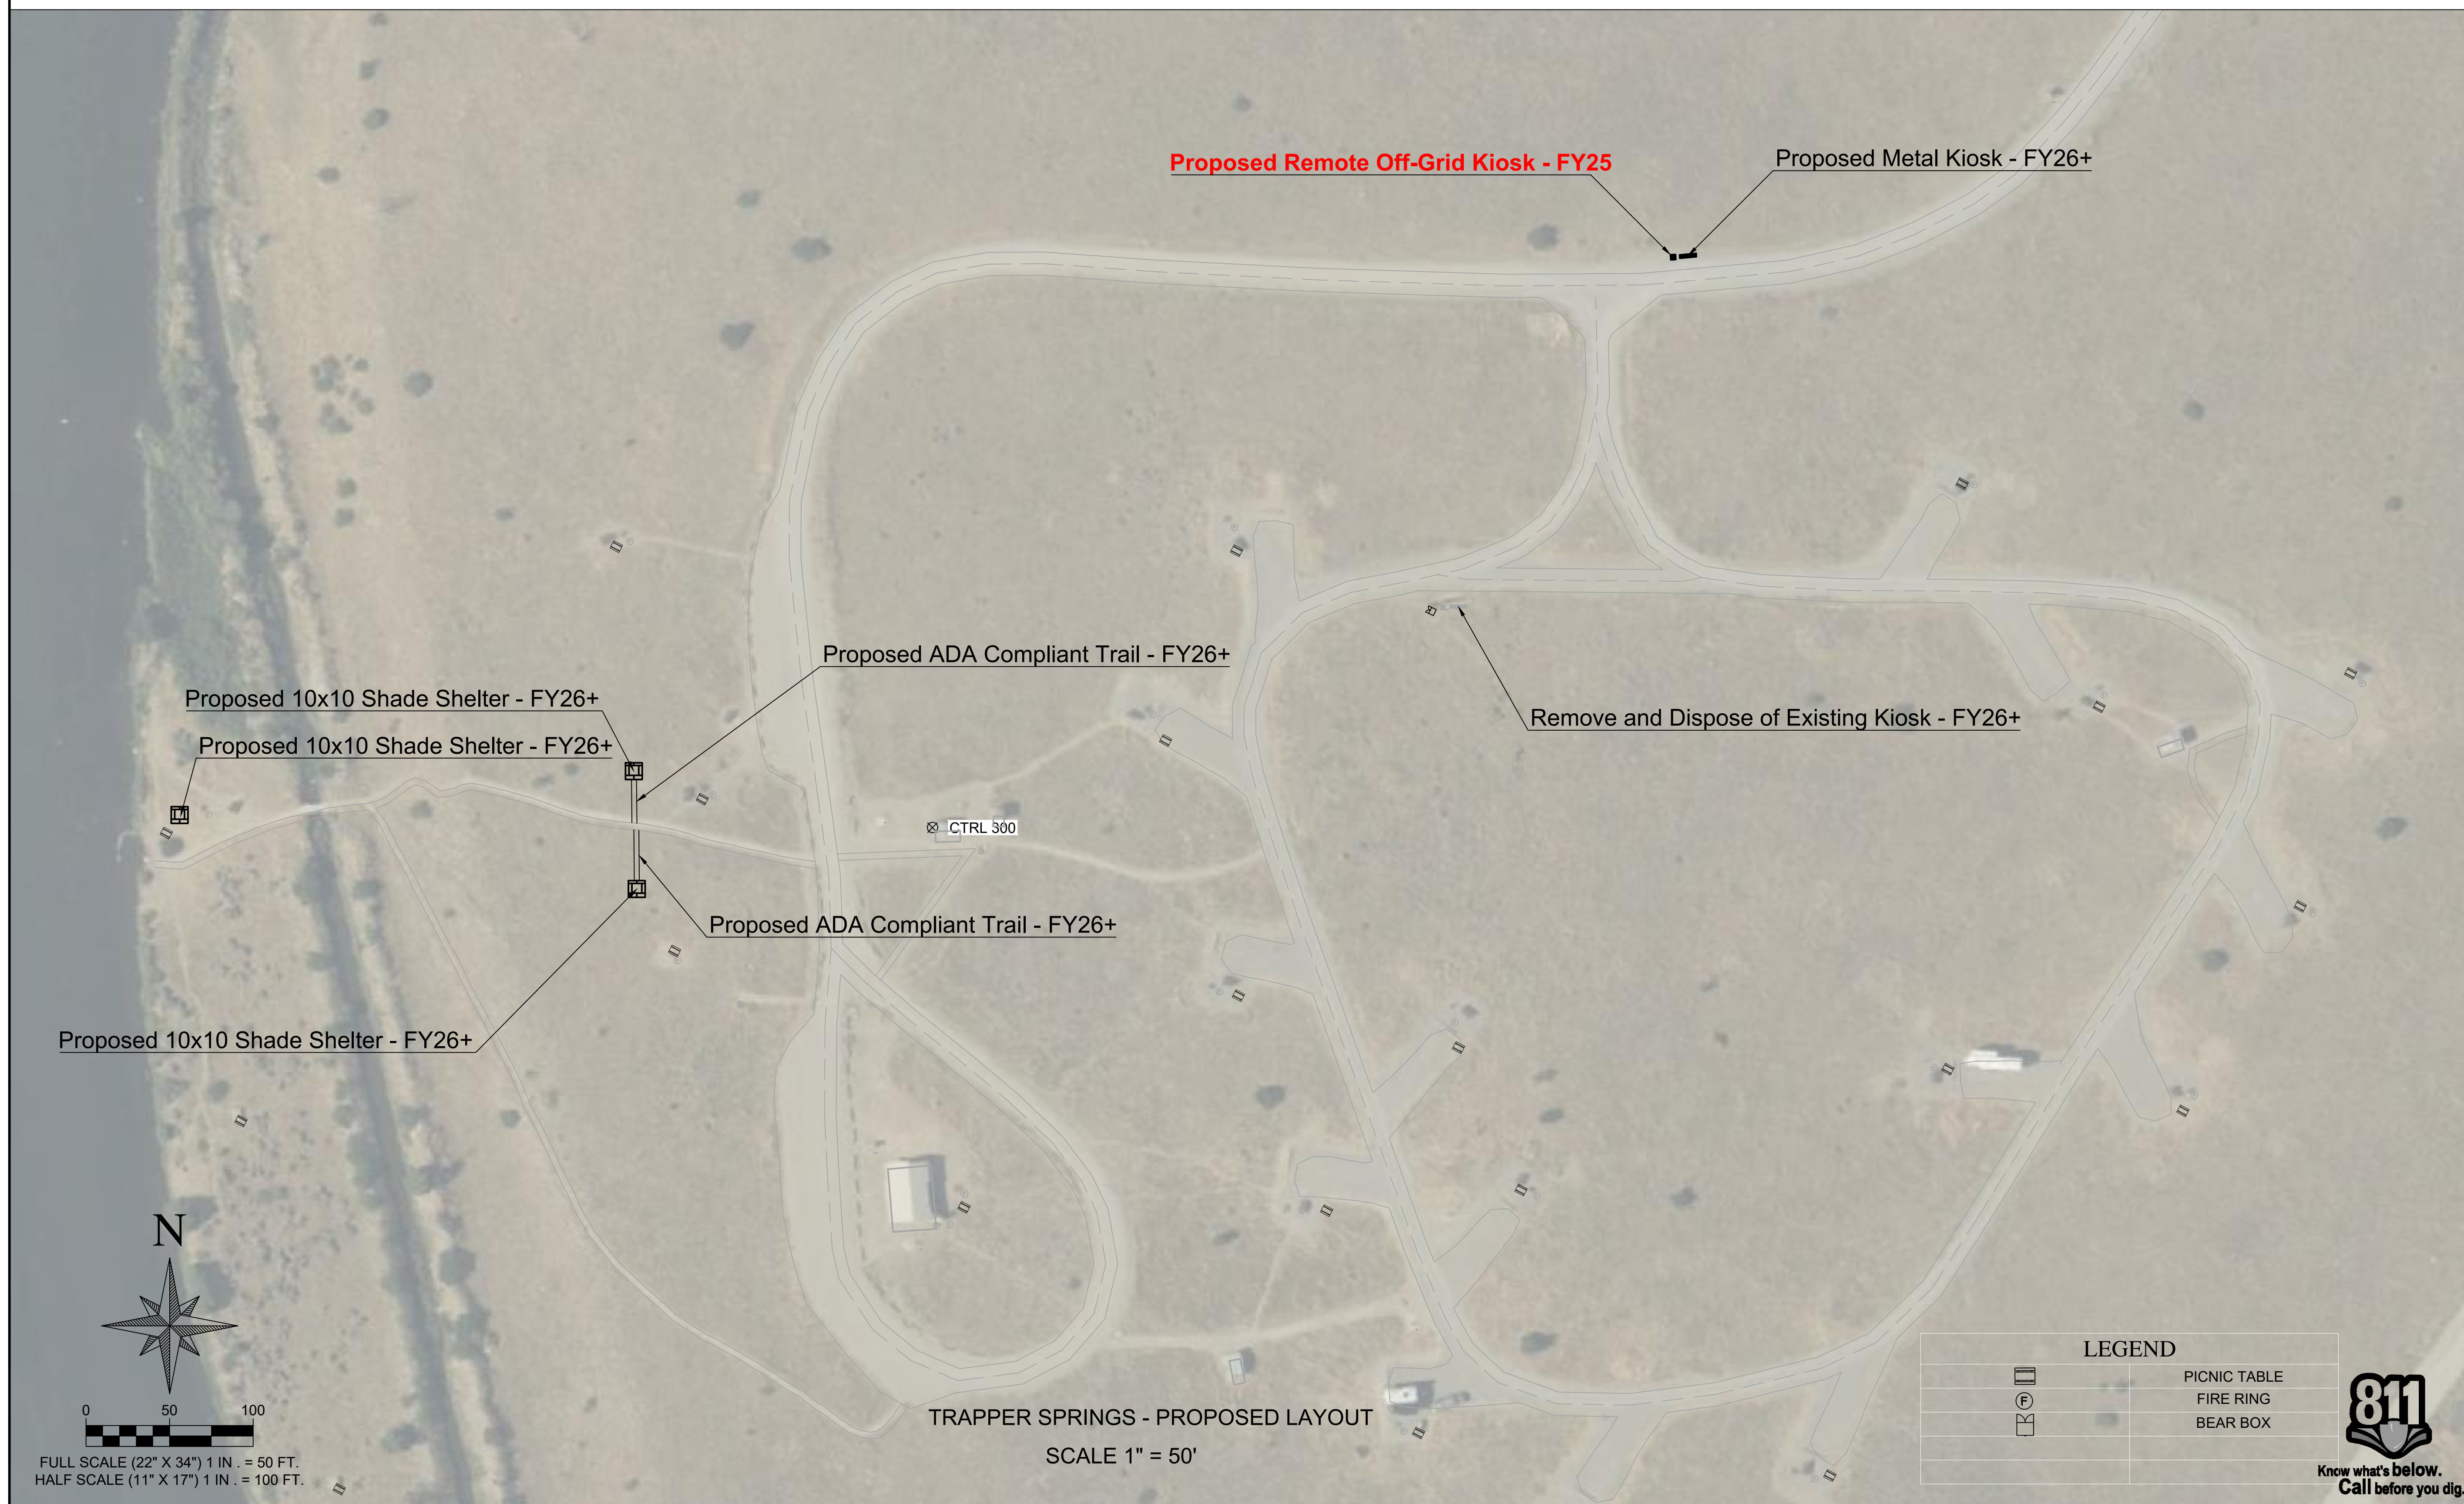 Proposed Remote Off-Grid Kiosk - FY25
Proposed Metal Kiosk - FY26+
Proposed ADA Compliant Trail - FY26+
Proposed 10x10 Shade Shelter - FY26+
Proposed 10x10 Shade Shelter - FY26+
Remove and Dispose of Existing Kiosk - FY26+
CTRL 300
Proposed ADA Compliant Trail - FY26+
Proposed 10x10 Shade Shelter - FY26+
N
0 50 100
FULL SCALE (22" X 34") 1 IN . = 50 FT.
HALF SCALE (11" X 17") 1 IN . = 100 FT.
TRAPPER SPRINGS - PROPOSED LAYOUT
SCALE 1" = 50'
LEGEND
PICNIC TABLE
F FIRE RING
BEAR BOX
811
Know what's below.
Call before you dig.